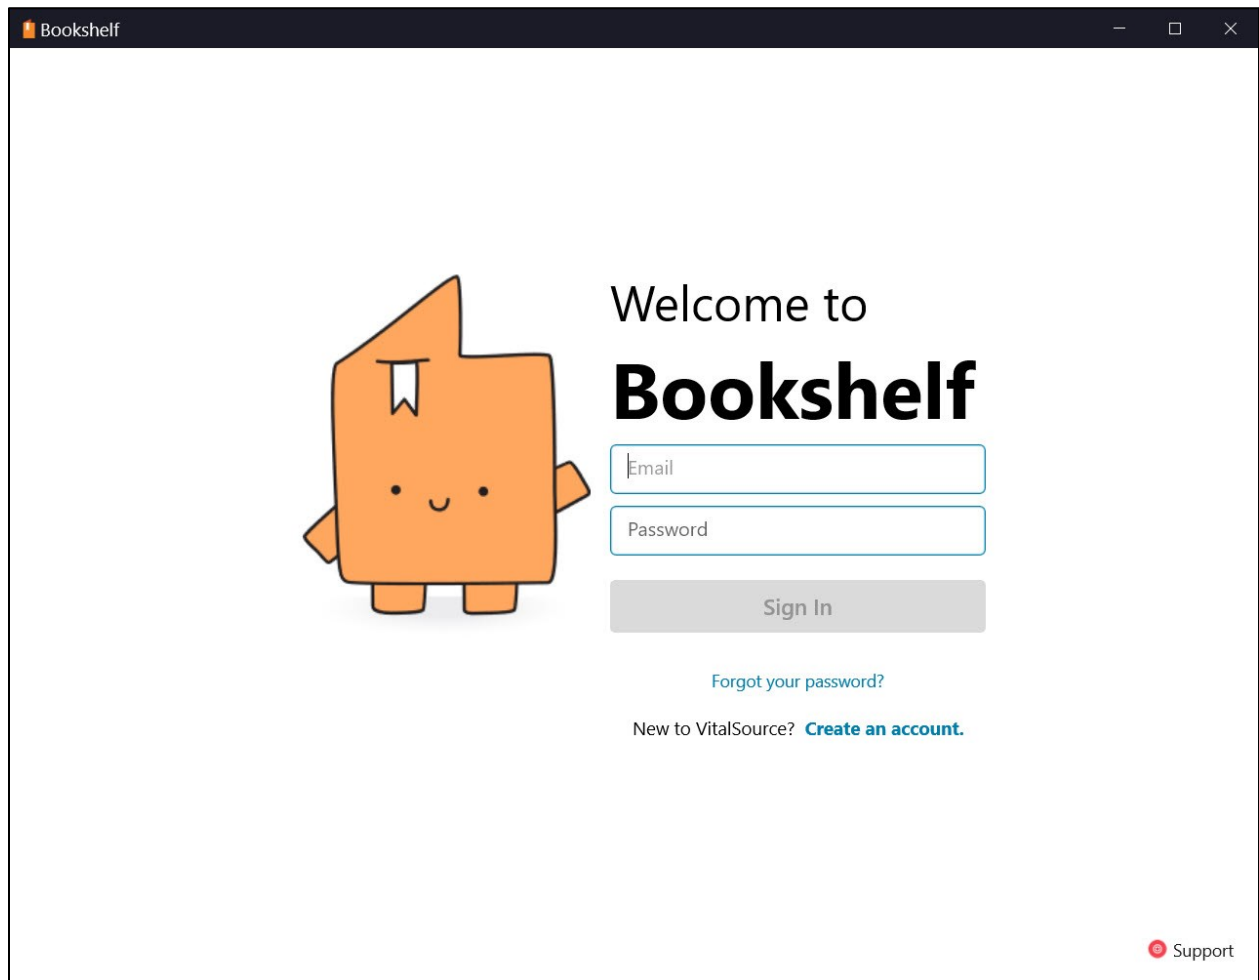 Bookshelf
Welcome to
Bookshelf
Email
Password
Sign In
Forgot your password?
New to VitalSource? Create an account.
Support